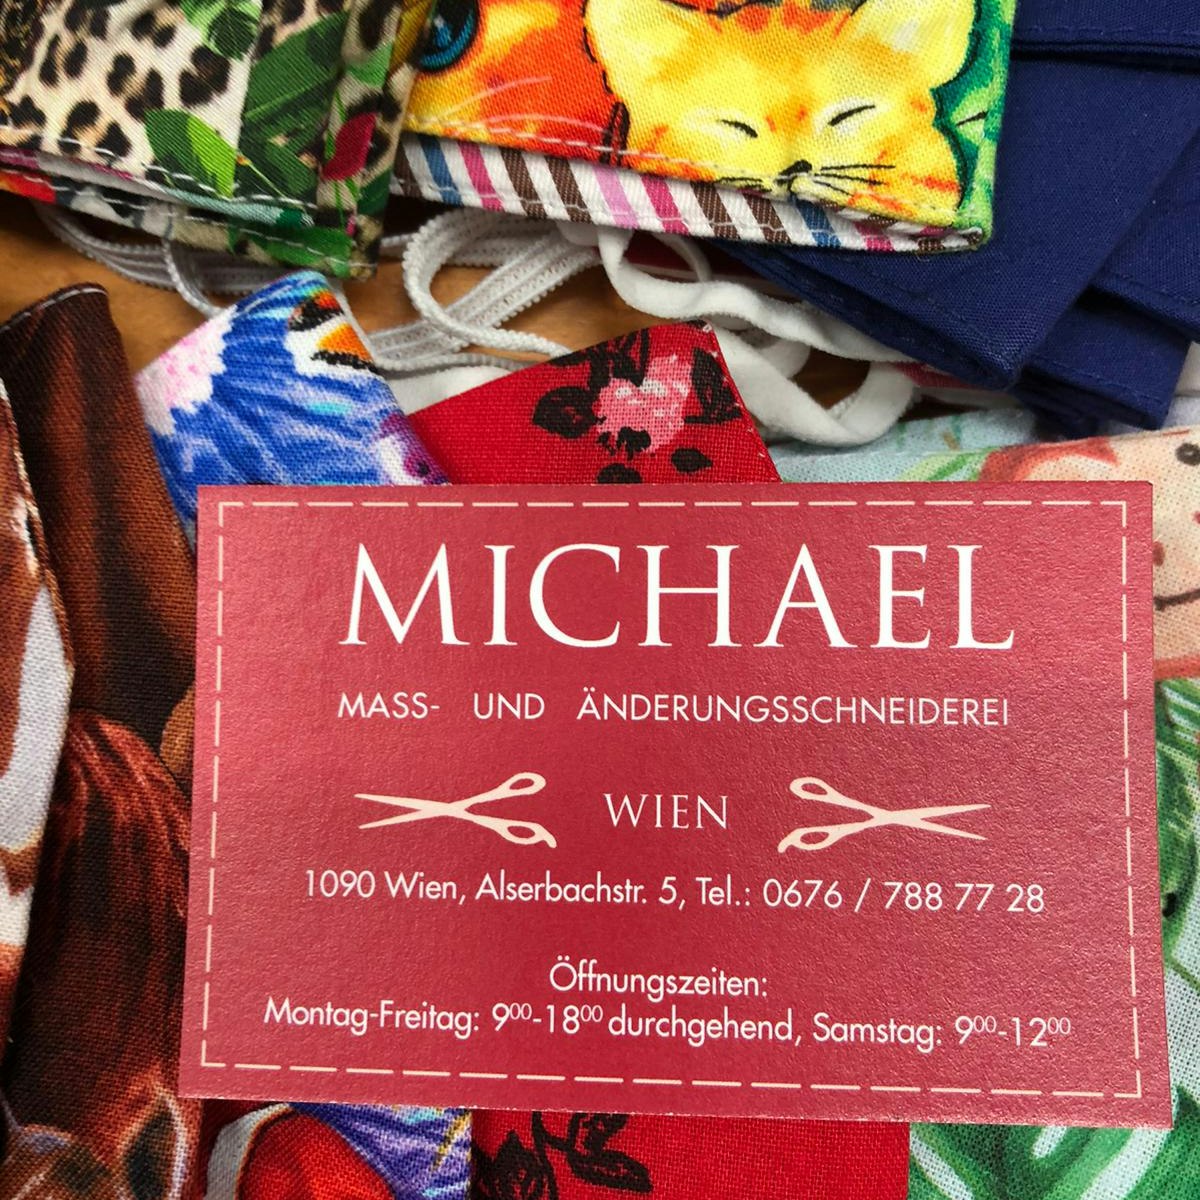 MICHAEL
MASS- UND ÄNDERUNGSSCHNEIDEREI
WIEN
1090 Wien, Alserbachstr. 5, Tel.: 0676 / 788 77 28
Öffnungszeiten:
Montag-Freitag: 9⁰⁰-18⁰⁰ durchgehend, Samstag: 9⁰⁰-12⁰⁰